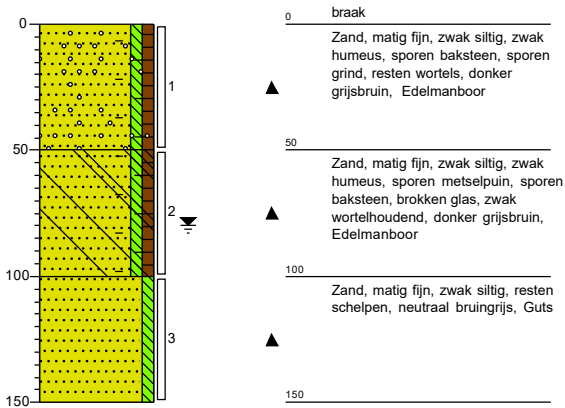 0
50
100
150
1
2
3
0
braak
Zand, matig fijn, zwak siltig, zwak
humeus, sporen baksteen, sporen
grind, resten wortels, donker
grijsbruin, Edelmanboor
50
Zand, matig fijn, zwak siltig, zwak
humeus, sporen metselpuin, sporen
baksteen, brokken glas, zwak
wortelhoudend, donker grijsbruin,
Edelmanboor
100
Zand, matig fijn, zwak siltig, resten
schelpen, neutraal bruingrijs, Guts
150